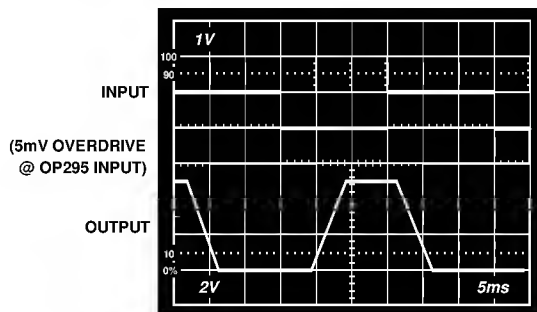 1V
100
90
INPUT
(5mV OVERDRIVE
@ OP295 INPUT)
OUTPUT
10
0%
2V
5ms